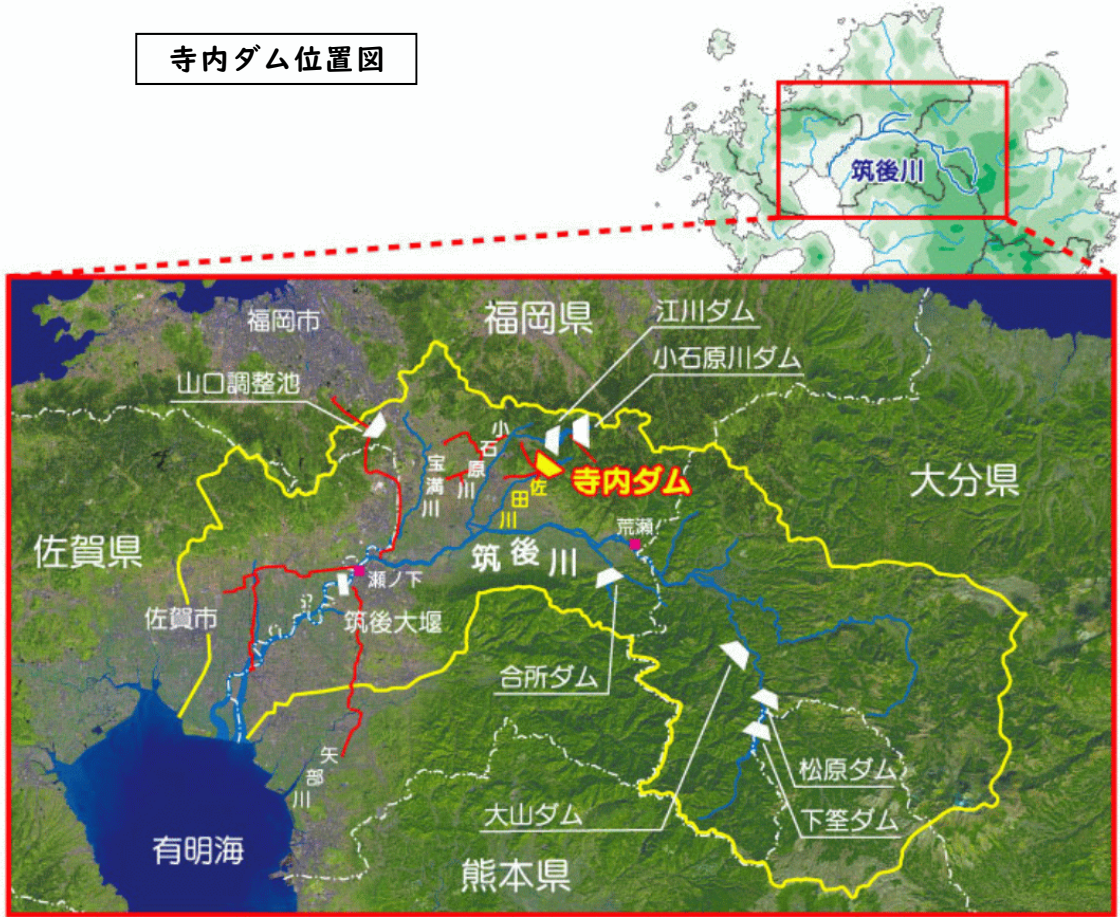 寺内ダム位置図
筑後川
福岡市
福岡県
江川ダム
小石原川ダム
山口調整池
小石原川
宝満川
佐田川
寺内ダム
大分県
佐賀県
荒瀬
筑後川
瀬ノ下
佐賀市
筑後大堰
合所ダム
矢部川
松原ダム
大山ダム
下筌ダム
有明海
熊本県